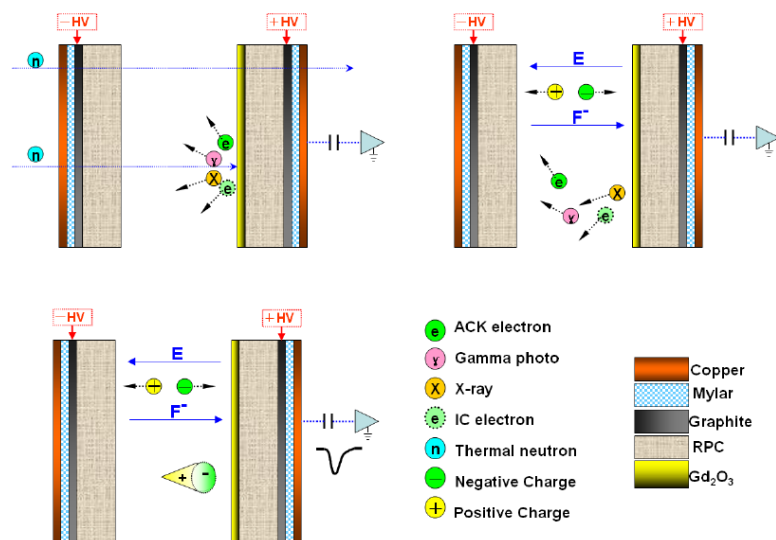 −HV
+HV
n
n
e
γ
X
e
−HV
+HV
E
+ −
F⁻
e
X
γ
e
−HV
+HV
E
+ −
F⁻
+ -
e ACK electron
γ Gamma photo
X X-ray
e IC electron
n Thermal neutron
− Negative Charge
+ Positive Charge
Copper
Mylar
Graphite
RPC
Gd₂O₃